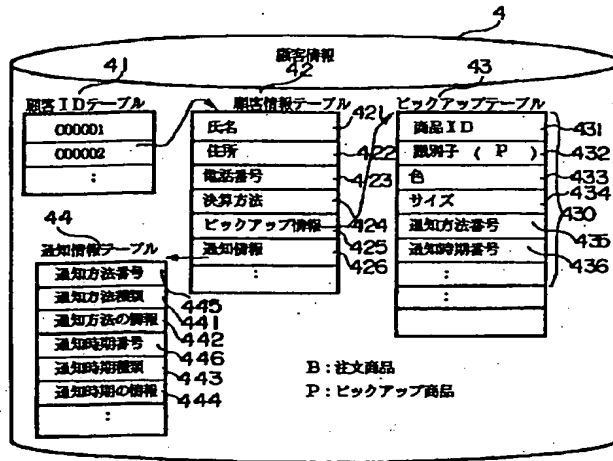 4
顧客情報
41
42
43
顧客IDテーブル
顧客情報テーブル
ピックアップテーブル
000001
000002
:
氏名
421
住所
422
電話番号
423
決算方法
424
ピックアップ情報
425
通知情報
426
:
商品ID
431
識別子 ( P )
432
色
433
サイズ
434
430
通知方法番号
435
通知時期番号
436
:
:
44
通知情報テーブル
通知方法番号
445
通知方法種類
441
通知方法の情報
442
通知時期番号
446
通知時期種類
443
通知時期の情報
444
:
B:注文商品
P:ピックアップ商品